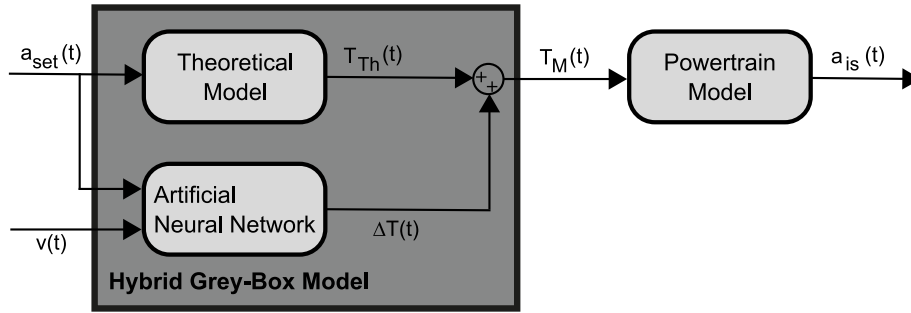 a_set(t)
Theoretical
Model
T_Th(t)
+
+
T_M(t)
Powertrain
Model
a_is(t)
Artificial
Neural Network
v(t)
ΔT(t)
Hybrid Grey-Box Model